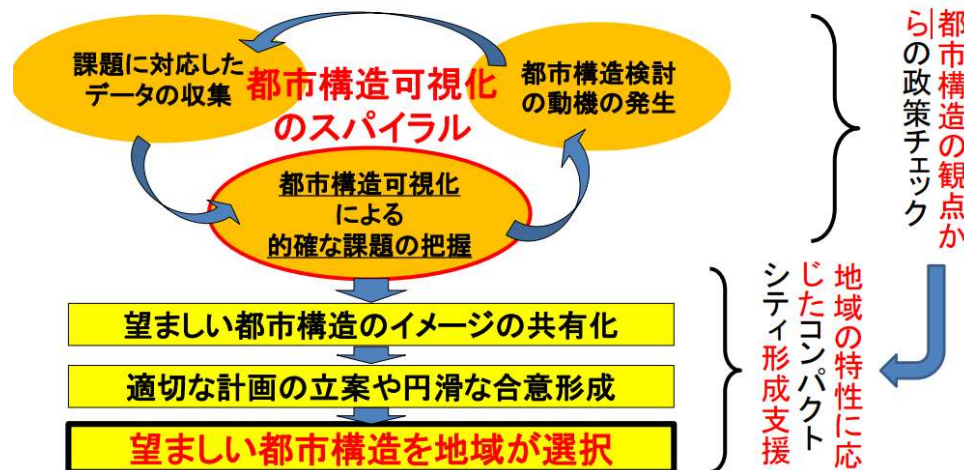 課題に対応した
データの収集
都市構造可視化
のスパイラル
都市構造検討
の動機の発生
都市構造可視化
による
的確な課題の把握
望ましい都市構造のイメージの共有化
適切な計画の立案や円滑な合意形成
望ましい都市構造を地域が選択
都市構造の観点か
らの政策チェック
地域の特性に応
じたコンパクト
シティ形成支援